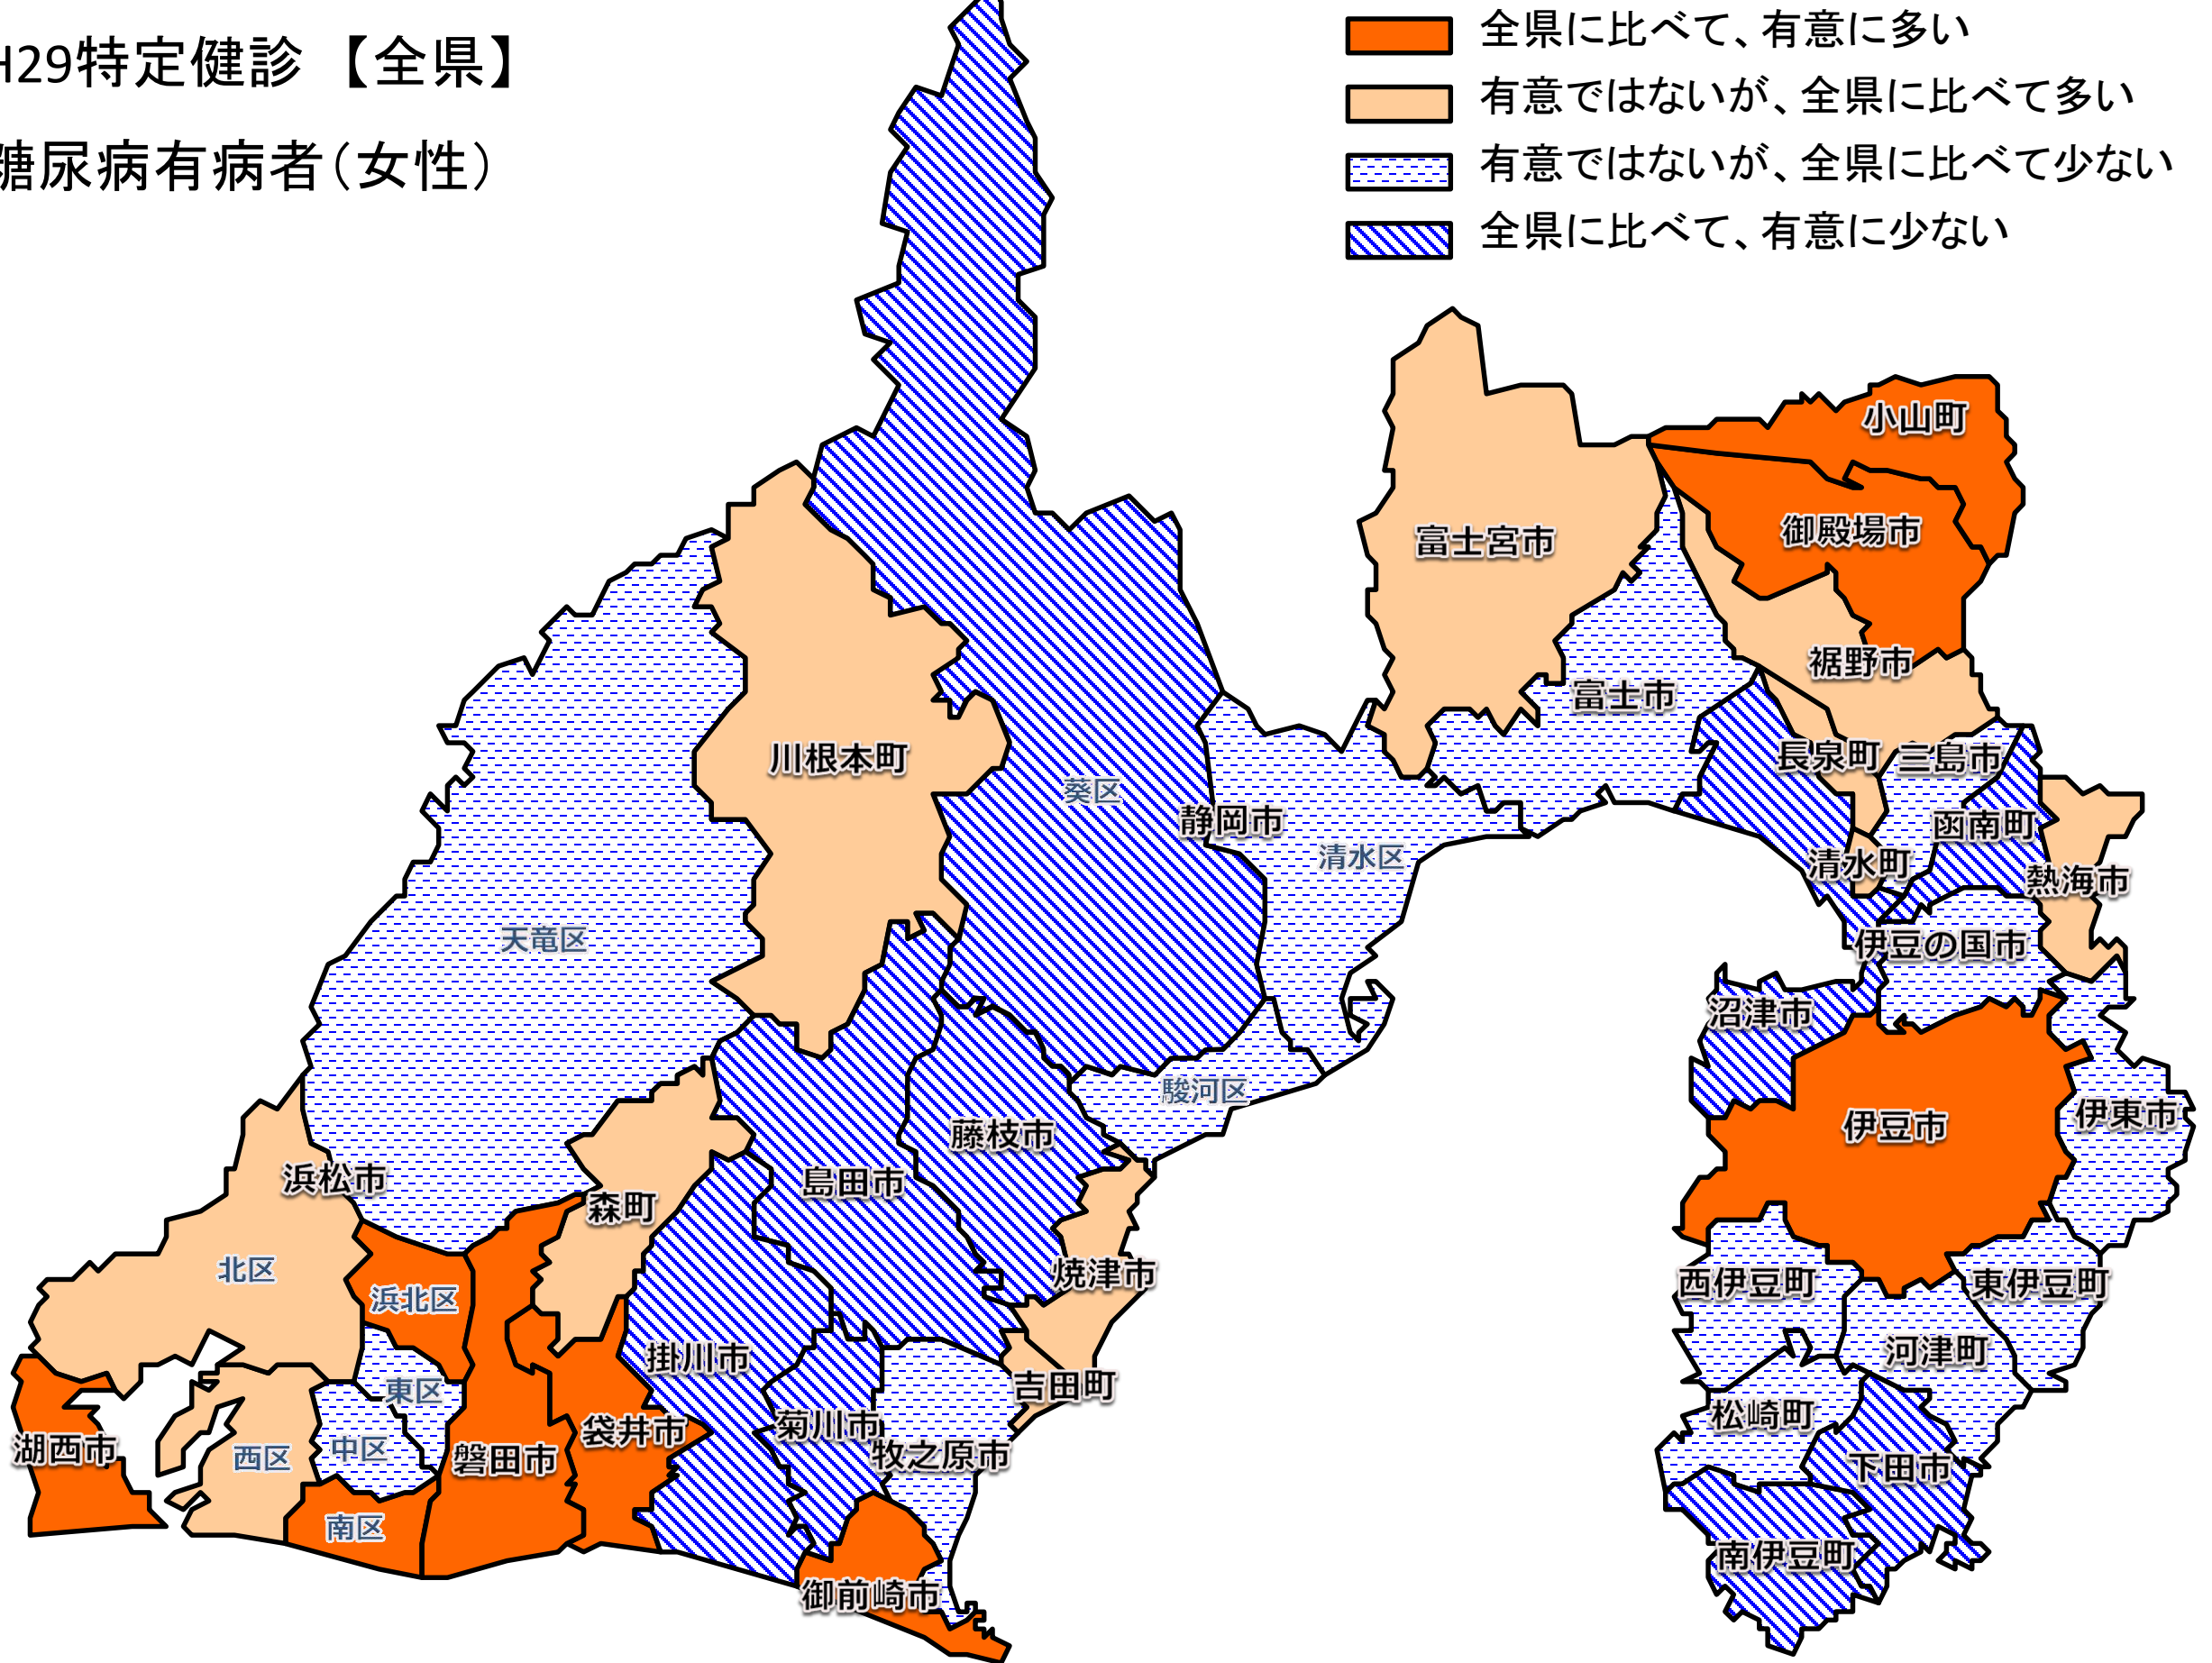 H29特定健診 【全県】
糖尿病有病者(女性)
全県に比べて、有意に多い
有意ではないが、全県に比べて多い
有意ではないが、全県に比べて少ない
全県に比べて、有意に少ない
小山町
御殿場市
富士宮市
裾野市
富士市
川根本町
長泉町
三島市
葵区
静岡市
函南町
清水区
清水町
熱海市
天竜区
伊豆の国市
沼津市
駿河区
伊東市
伊豆市
藤枝市
浜松市
島田市
森町
北区
焼津市
西伊豆町
東伊豆町
浜北区
掛川市
河津町
東区
吉田町
松崎町
湖西市
西区
中区
磐田市
袋井市
菊川市
牧之原市
下田市
南区
南伊豆町
御前崎市